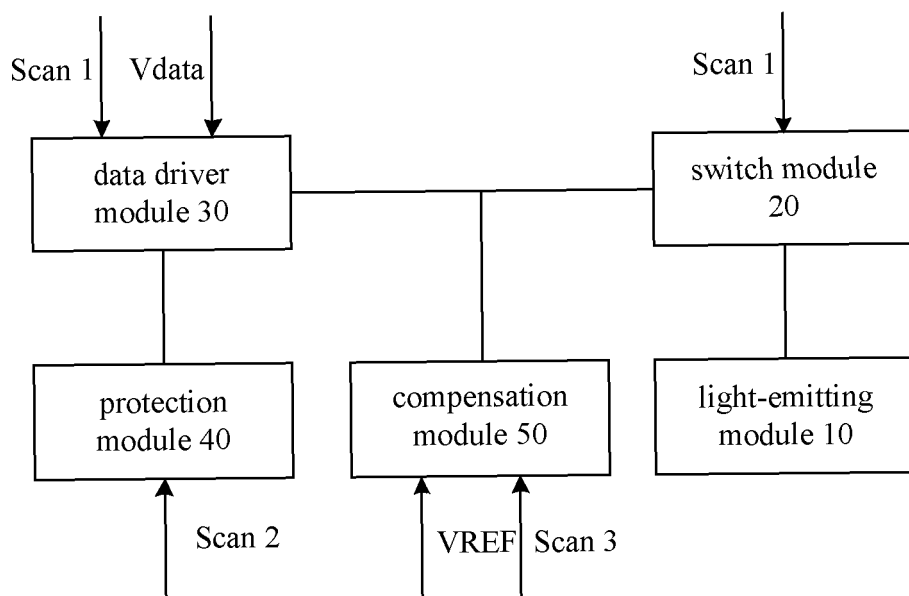 Scan 1
Vdata
Scan 1
data driver
module 30
switch module
20
protection
module 40
compensation
module 50
light-emitting
module 10
Scan 2
VREF
Scan 3